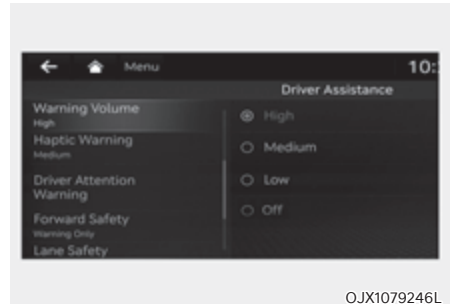 Menu
10:
Driver Assistance
Warning Volume
High
Haptic Warning
Medium
Driver Attention
Warning
Forward Safety
Warning Only
Lane Safety
High
Medium
Low
Off
OJX1079246L